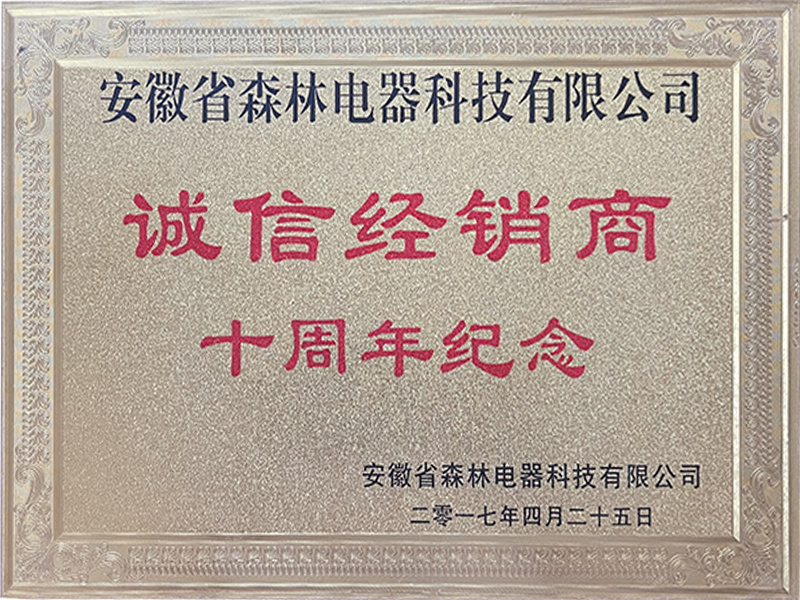 安徽省森林电器科技有限公司
诚信经销商
十周年纪念
安徽省森林电器科技有限公司
二零一七年四月二十五日